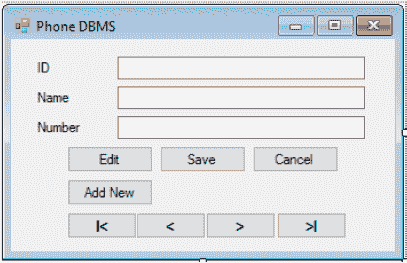 Phone DBMS
ID
Name
Number
Edit Save Cancel
Add New
|< < > >|